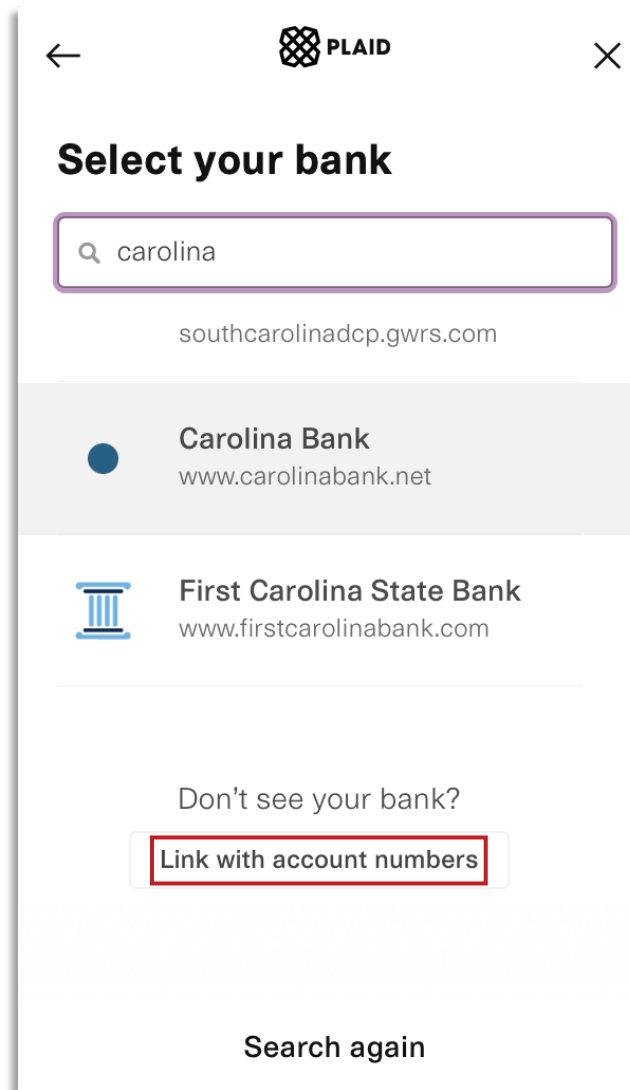 PLAID
Select your bank
carolina
southcarolinadcp.gwrs.com
Carolina Bank
www.carolinabank.net
First Carolina State Bank
www.firstcarolinabank.com
Don't see your bank?
Link with account numbers
Search again